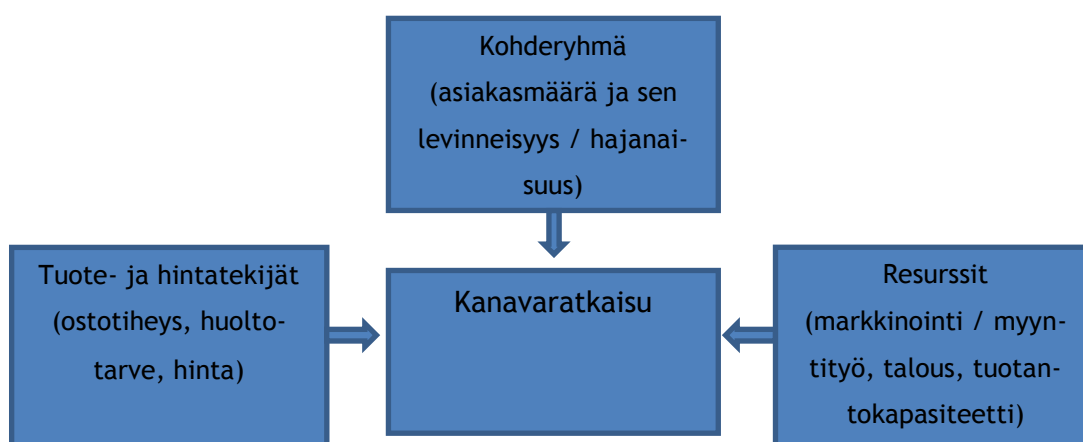 Kohderyhmä
(asiakasmäärä ja sen
levinneisyys / hajanai-
suus)
Tuote- ja hintatekijät
(ostotiheys, huolto-
tarve, hinta)
Kanavaratkaisu
Resurssit
(markkinointi / myyn-
tityö, talous, tuotan-
tokapasiteetti)